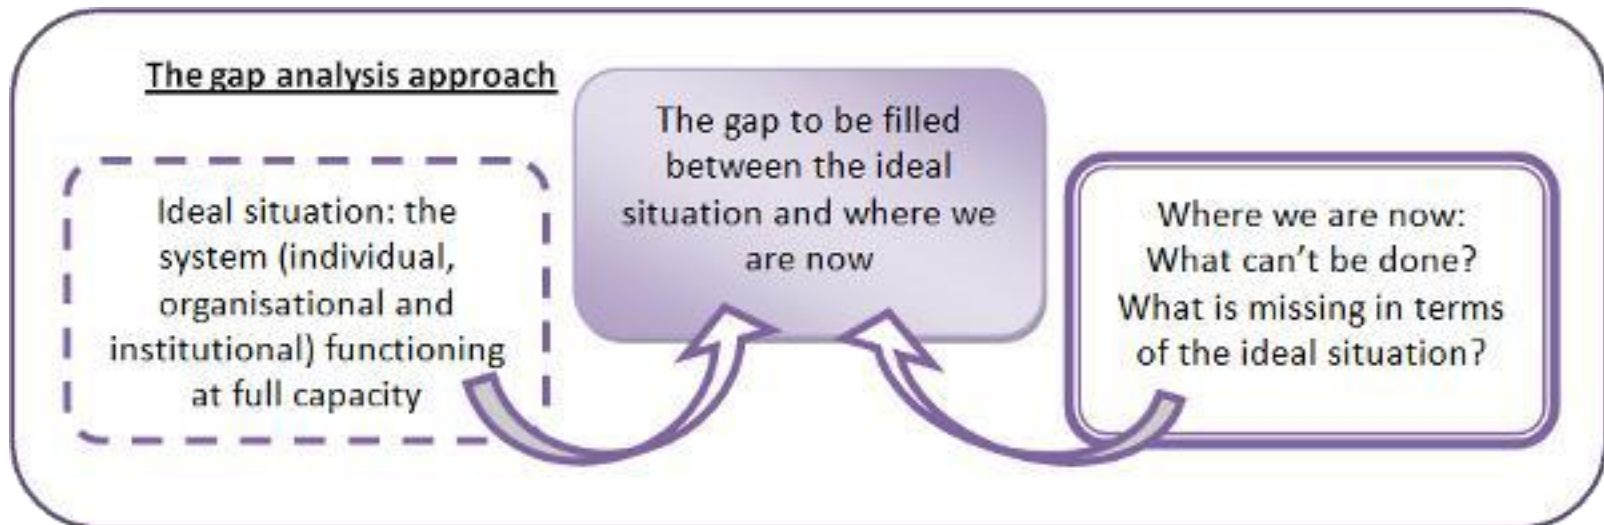 The gap analysis approach
Ideal situation: the
system (individual,
organisational and
institutional) functioning
at full capacity
The gap to be filled
between the ideal
situation and where we
are now
Where we are now:
What can't be done?
What is missing in terms
of the ideal situation?